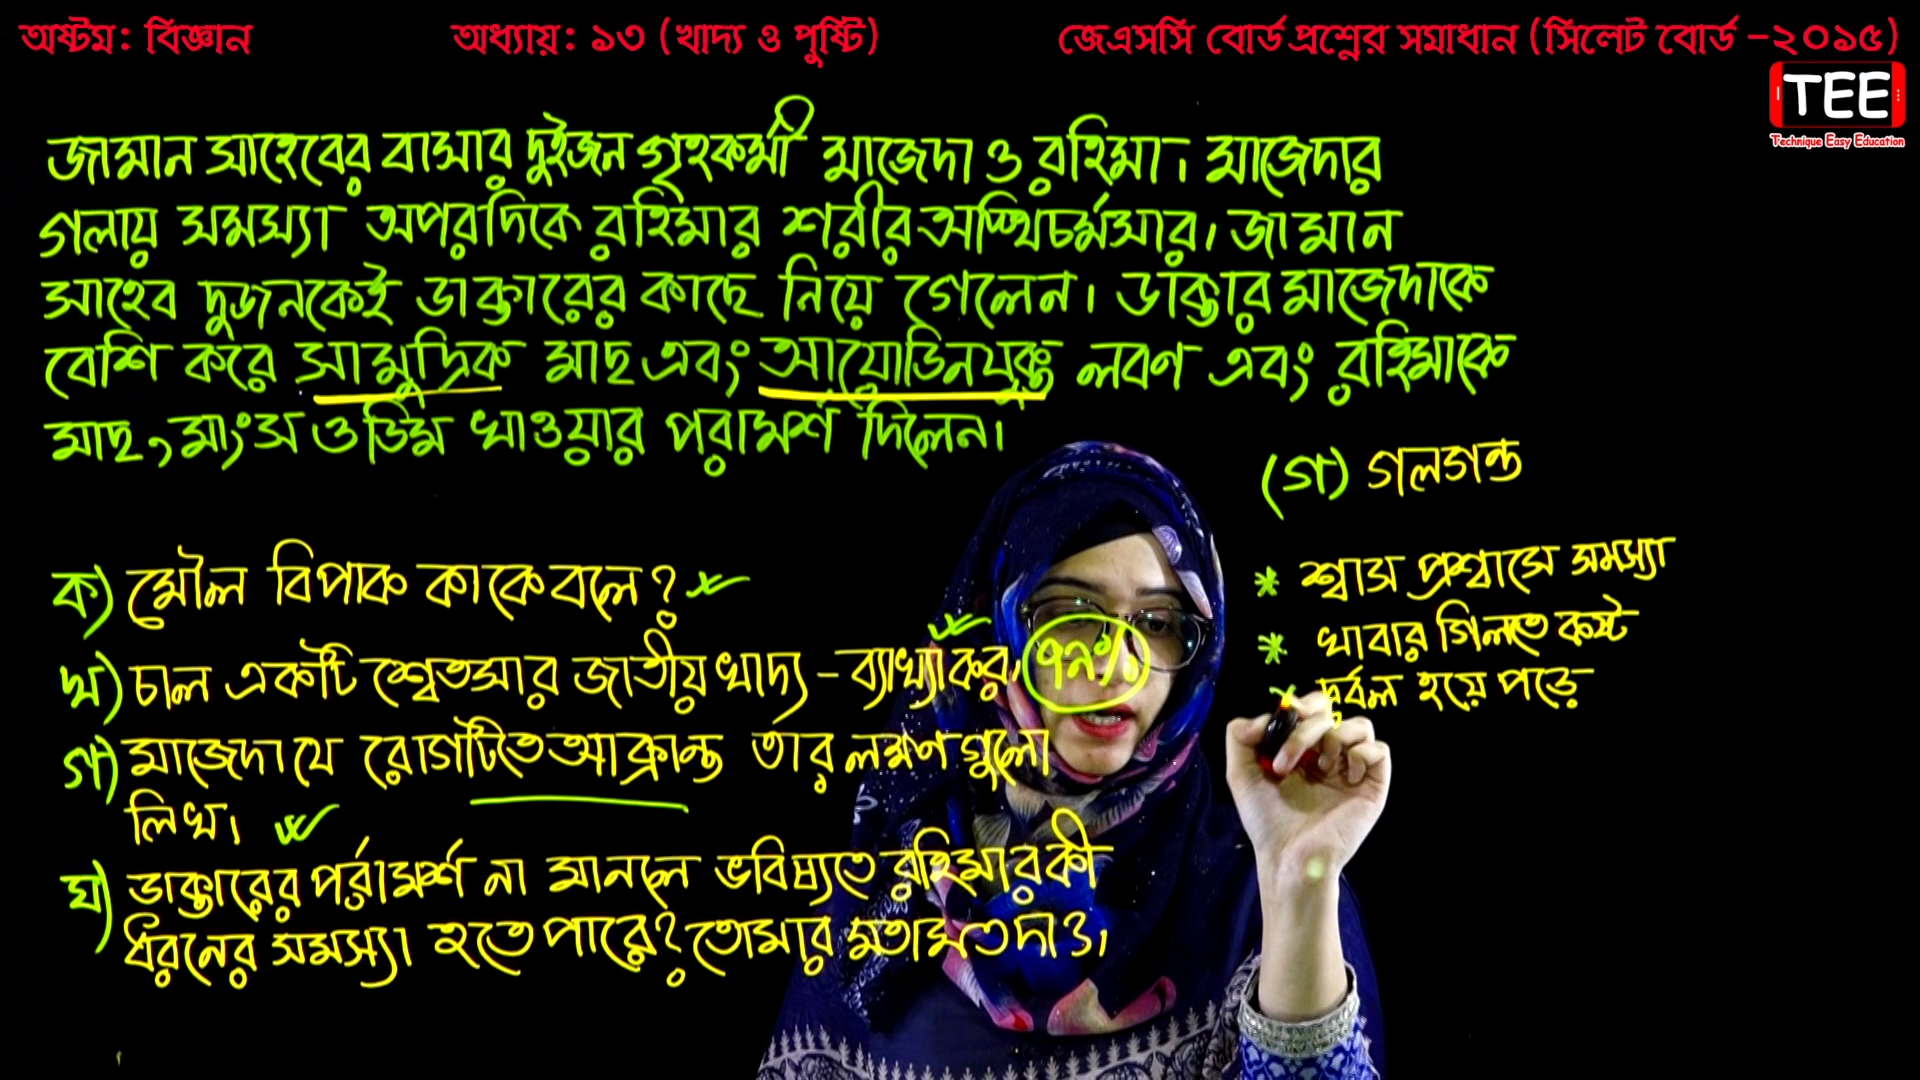 অষ্টম: বিজ্ঞান
অধ্যায়: ১৩ (খাদ্য ও পুষ্টি)
জেএসসি বোর্ড প্রশ্নের সমাধান (সিলেট বোর্ড -২০১৫)
TEE
Technique Easy Education
জামান সাহেবের বাসার দুইজন গৃহকর্মী মাজেদা ও রহিমা। মাজেদার
গলায় সমস্যা অপরদিকে রহিমার শরীর অস্থিচর্মসার। জামান
সাহেব দুজনকেই ডাক্তারের কাছে নিয়ে গেলেন। ডাক্তার মাজেদাকে
বেশি করে সামুদ্রিক মাছ এবং আয়োডিনযুক্ত লবণ এবং রহিমাকে
মাছ, মাংস ও ডিম খাওয়ার পরামর্শ দিলেন।
ক) মৌল বিপাক কাকে বলে?
খ) চাল একটি শ্বেতসার জাতীয় খাদ্য - ব্যাখ্যা কর। ৭৯%
গ) মাজেদা যে রোগটিতে আক্রান্ত তার লক্ষণ গুলো
লিখ।
ঘ) ডাক্তারের পর্রামর্শ না মানলে ভবিষ্যতে রহিমার কী
ধরনের সমস্যা হতে পারে? তোমার মতামত দাও।
(গ) গলগন্ড
* শ্বাস প্রশ্বাসে সমস্যা
* খাবার গিলতে কষ্ট
* দুর্বল হয়ে পড়ে